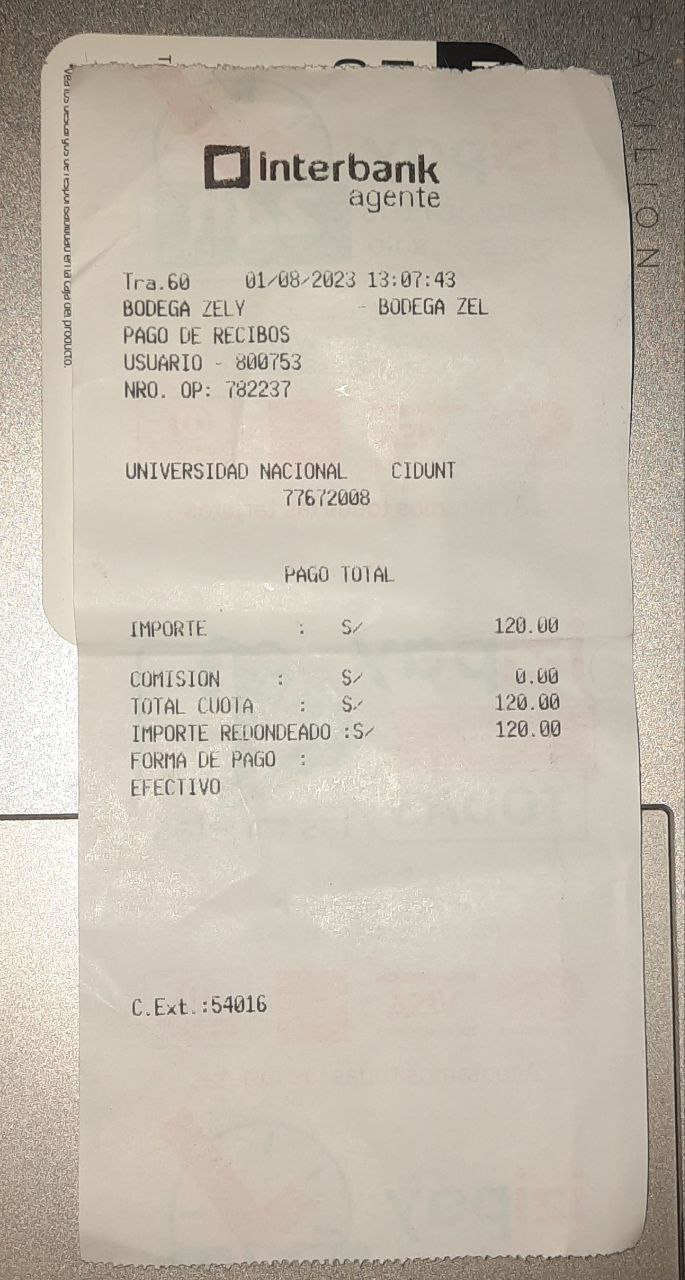 interbank
agente
Tra.60 01/08/2023 13:07:43
BODEGA ZELY - BODEGA ZEL
PAGO DE RECIBOS
USUARIO - 800753
NRO. OP: 782237
UNIVERSIDAD NACIONAL CIDUNT
77672008
PAGO TOTAL
IMPORTE : S/ 120.00
COMISION : S/ 0.00
TOTAL CUOTA : S/ 120.00
IMPORTE REDONDEADO :S/ 120.00
FORMA DE PAGO :
EFECTIVO
C.Ext.:54016
PAVILION